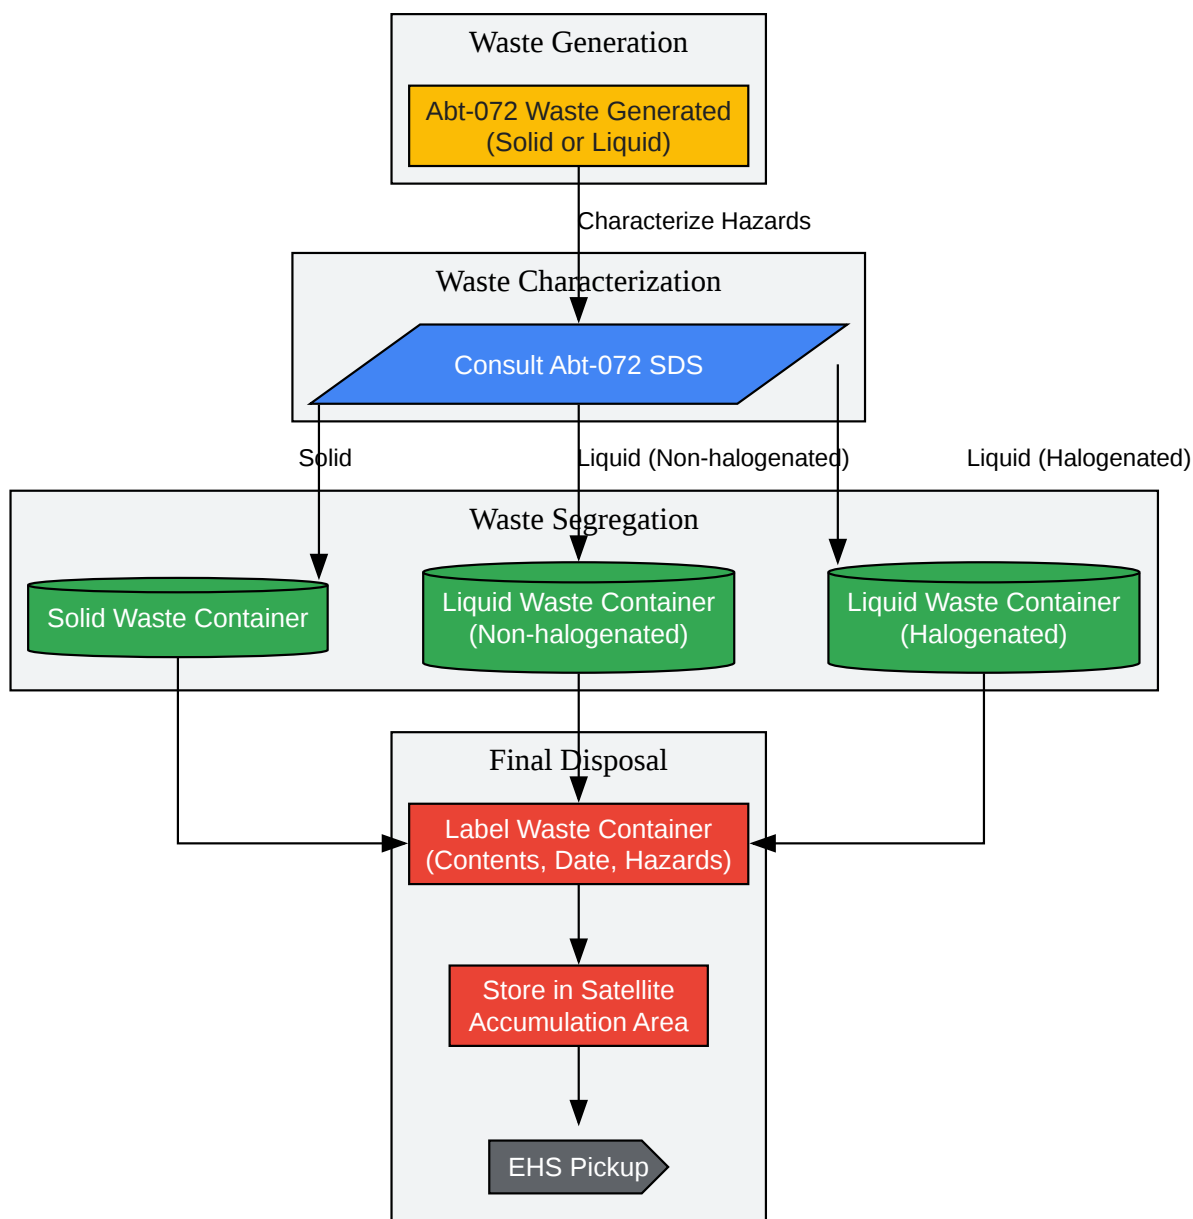 Waste Generation
Abt-072 Waste Generated
(Solid or Liquid)
Characterize Hazards
Waste Characterization
Consult Abt-072 SDS
Solid
Liquid (Non-halogenated)
Liquid (Halogenated)
Waste Segregation
Solid Waste Container
Liquid Waste Container
(Non-halogenated)
Liquid Waste Container
(Halogenated)
Final Disposal
Label Waste Container
(Contents, Date, Hazards)
Store in Satellite
Accumulation Area
EHS Pickup